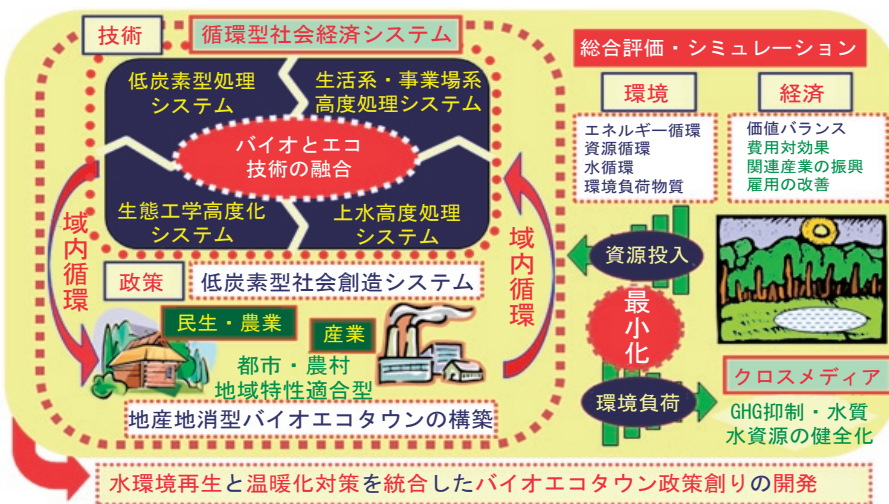 技術
循環型社会経済システム
低炭素型処理
システム
生活系・事業場系
高度処理システム
バイオとエコ
技術の融合
生態工学高度化
システム
上水高度処理
システム
域内循環
域内循環
政策
低炭素型社会創造システム
民生・農業
産業
都市・農村
地域特性適合型
地産地消型バイオエコタウンの構築
総合評価・シミュレーション
環境
エネルギー循環
資源循環
水循環
環境負荷物質
経済
価値バランス
費用対効果
関連産業の振興
雇用の改善
資源投入
最小化
環境負荷
クロスメディア
GHG抑制・水質
水資源の健全化
水環境再生と温暖化対策を統合したバイオエコタウン政策創りの開発